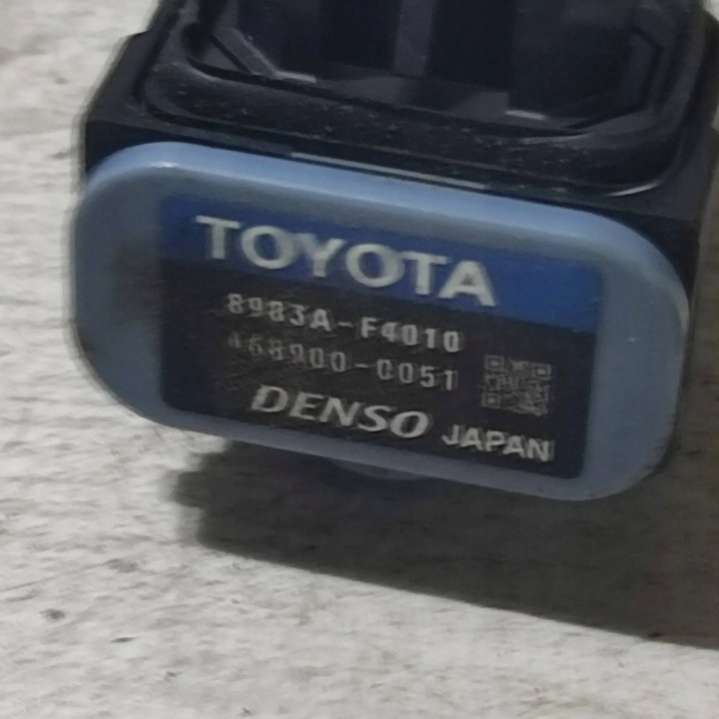 TOYOTA
8983A-F4010
468900-0051
DENSO JAPAN